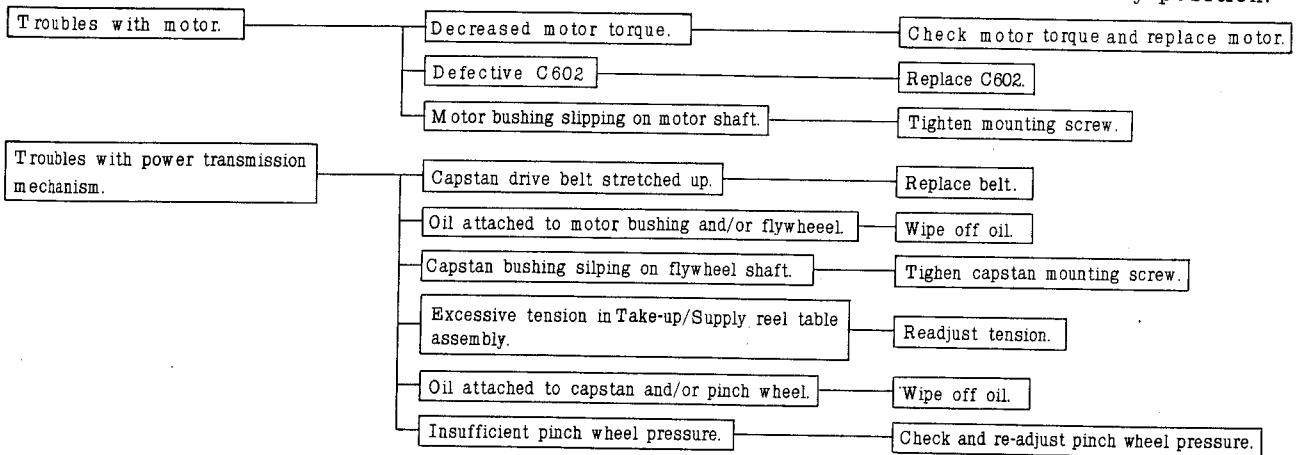 position.
Troubles with motor.
Decreased motor torque.
Check motor torque and replace motor.
Defective C602
Replace C602.
Motor bushing slipping on motor shaft.
Tighten mounting screw.
Troubles with power transmission
mechanism.
Capstan drive belt stretched up.
Replace belt.
Oil attached to motor bushing and/or flywheeel.
Wipe off oil.
Capstan bushing silping on flywheel shaft.
Tighen capstan mounting screw.
Excessive tension in Take-up/Supply reel table
assembly.
Readjust tension.
Oil attached to capstan and/or pinch wheel.
Wipe off oil.
Insufficient pinch wheel pressure.
Check and re-adjust pinch wheel pressure.